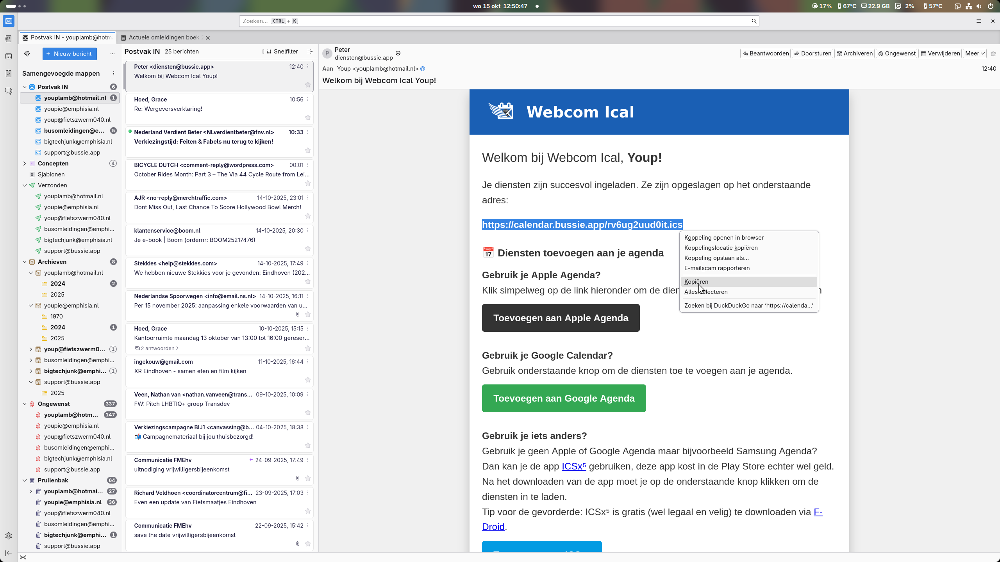 wo 15 okt 12:50:47
17% 67°C 22.9 GB 2% 57°C
Zoeken... CTRL + K
Postvak IN - youplamb@hotm
Actuele omleidingen boek
Nieuw bericht
Samengevoegde mappen
Postvak IN 6
youplamb@hotmail.nl 1
youpie@emphisia.nl
youp@fietszwerm040.nl
busomleidingen@e... 5
bigtechjunk@emphisia.nl
support@bussie.app
Concepten 4
Sjablonen
Verzonden
youplamb@hotmail.nl
youpie@emphisia.nl
youp@fietszwerm040.nl
busomleidingen@emphi...
bigtechjunk@emphisia.nl
support@bussie.app
Archieven 8
youplamb@hotmail.nl
2024 2
2025
youpie@emphisia.nl
1970
2024 1
2025
youp@fietszwerm0... 1
busomleidingen@emphi...
bigtechjunk@emphi... 1
support@bussie.app
2025
Ongewenst 337
youplamb@hotm... 147
youpie@emphisia.nl
youp@fietszwerm040.nl
busomleidingen@emphi...
bigtechjunk@emphisia.nl
support@bussie.app
Prullenbak 64
youplamb@hotmai... 27
youpie@emphisia.nl 36
youp@fietszwerm040.nl
busomleidingen@emphi...
bigtechjunk@emphi... 1
support@bussie.app
Postvak IN 25 berichten Snelfilter
Peter <diensten@bussie.app> 12:40
Welkom bij Webcom Ical Youp!
Hoed, Grace 10:56
Re: Wergeversverklaring!
Nederland Verdient Beter <NLverdientbeter@fnv.nl> 10:33
Verkiezingstijd: Feiten & Fabels nu terug te kijken!
BICYCLE DUTCH <comment-reply@wordpress.com> 00:01
October Rides Month: Part 3 – The Via 44 Cycle Route from Lei...
AJR <no-reply@merchtraffic.com> 14-10-2025, 23:01
Dont Miss Out, Last Chance To Score Hollywood Bowl Merch!
klantenservice@boom.nl 14-10-2025, 20:30
Je e-book | Boom (ordernr: BOOM25217476)
Stekkies <help@stekkies.com> 14-10-2025, 17:49
We hebben nieuwe Stekkies voor je gevonden: Eindhoven (202...
Nederlandse Spoorwegen <info@email.ns.nl> 14-10-2025, 16:11
Per 15 november 2025: aanpassing enkele voorwaarden van u...
Hoed, Grace 10-10-2025, 15:15
Kantoorruimte maandag 13 oktober van 13:00 tot 16:00 gereser...
2 antwoorden
ingekouw@gmail.com 11-10-2025, 16:44
XR Eindhoven - samen eten en film kijken
Veen, Nathan van <nathan.vanveen@trans... 09-10-2025, 10:09
FW: Pitch LHBTIQ+ groep Transdev
Verkiezingscampagne BIJ1 <canvassing@b... 04-10-2025, 18:38
📬 Campagnemateriaal bij jou thuisbezorgd!
Communicatie FMEhv 24-09-2025, 17:49
uitnodiging vrijwilligersbijeenkomst
Richard Veldhoen <coordinatorcentrum@fi... 23-09-2025, 17:03
Even een update van Fietsmaatjes Eindhoven
Communicatie FMEhv 22-09-2025, 15:42
save the date vrijwilligersbijeenkomst
P
Peter
diensten@bussie.app
Beantwoorden Doorsturen Archiveren Ongewenst Verwijderen Meer
Aan Youp <youplamb@hotmail.nl> 12:40
Welkom bij Webcom Ical Youp!
Webcom Ical
Welkom bij Webcom Ical, Youp!
Je diensten zijn succesvol ingeladen. Ze zijn opgeslagen op het onderstaande
adres:
https://calendar.bussie.app/rv6ug2uud0it.ics
📅 Diensten toevoegen aan je agenda
Gebruik je Apple Agenda?
Klik simpelweg op de link hieronder om de
Koppeling openen in browser
Koppelingslocatie kopiëren
Koppeling opslaan als...
E-mailscam rapporteren
Kopiëren
Alles
Zoeken bij DuckDuckGo naar ‘https://calenda...’
Toevoegen aan Apple Agenda
Gebruik je Google Calendar?
Gebruik onderstaande knop om de diensten toe te voegen aan je agenda.
Toevoegen aan Google Agenda
Gebruik je iets anders?
Gebruik je geen Apple of Google Agenda maar bijvoorbeeld Samsung Agenda?
Dan kan je de app ICSx⁵ gebruiken, deze app kost in de Play Store echter wel geld.
Na het downloaden van de app moet je op de onderstaande knop klikken om de
diensten in te laden.
Tip voor de gevorderde: ICSx⁵ is gratis (wel legaal en velig) te downloaden via F-
Droid.